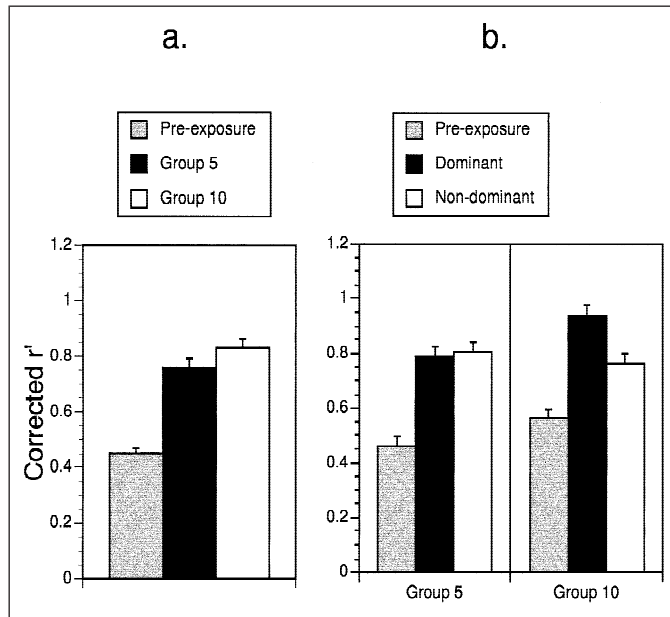 a.
Pre-exposure
Group 5
Group 10
1.2
1
0.8
0.6
0.4
0.2
0
Corrected r'
b.
Pre-exposure
Dominant
Non-dominant
1.2
1
0.8
0.6
0.4
0.2
0
Group 5
Group 10